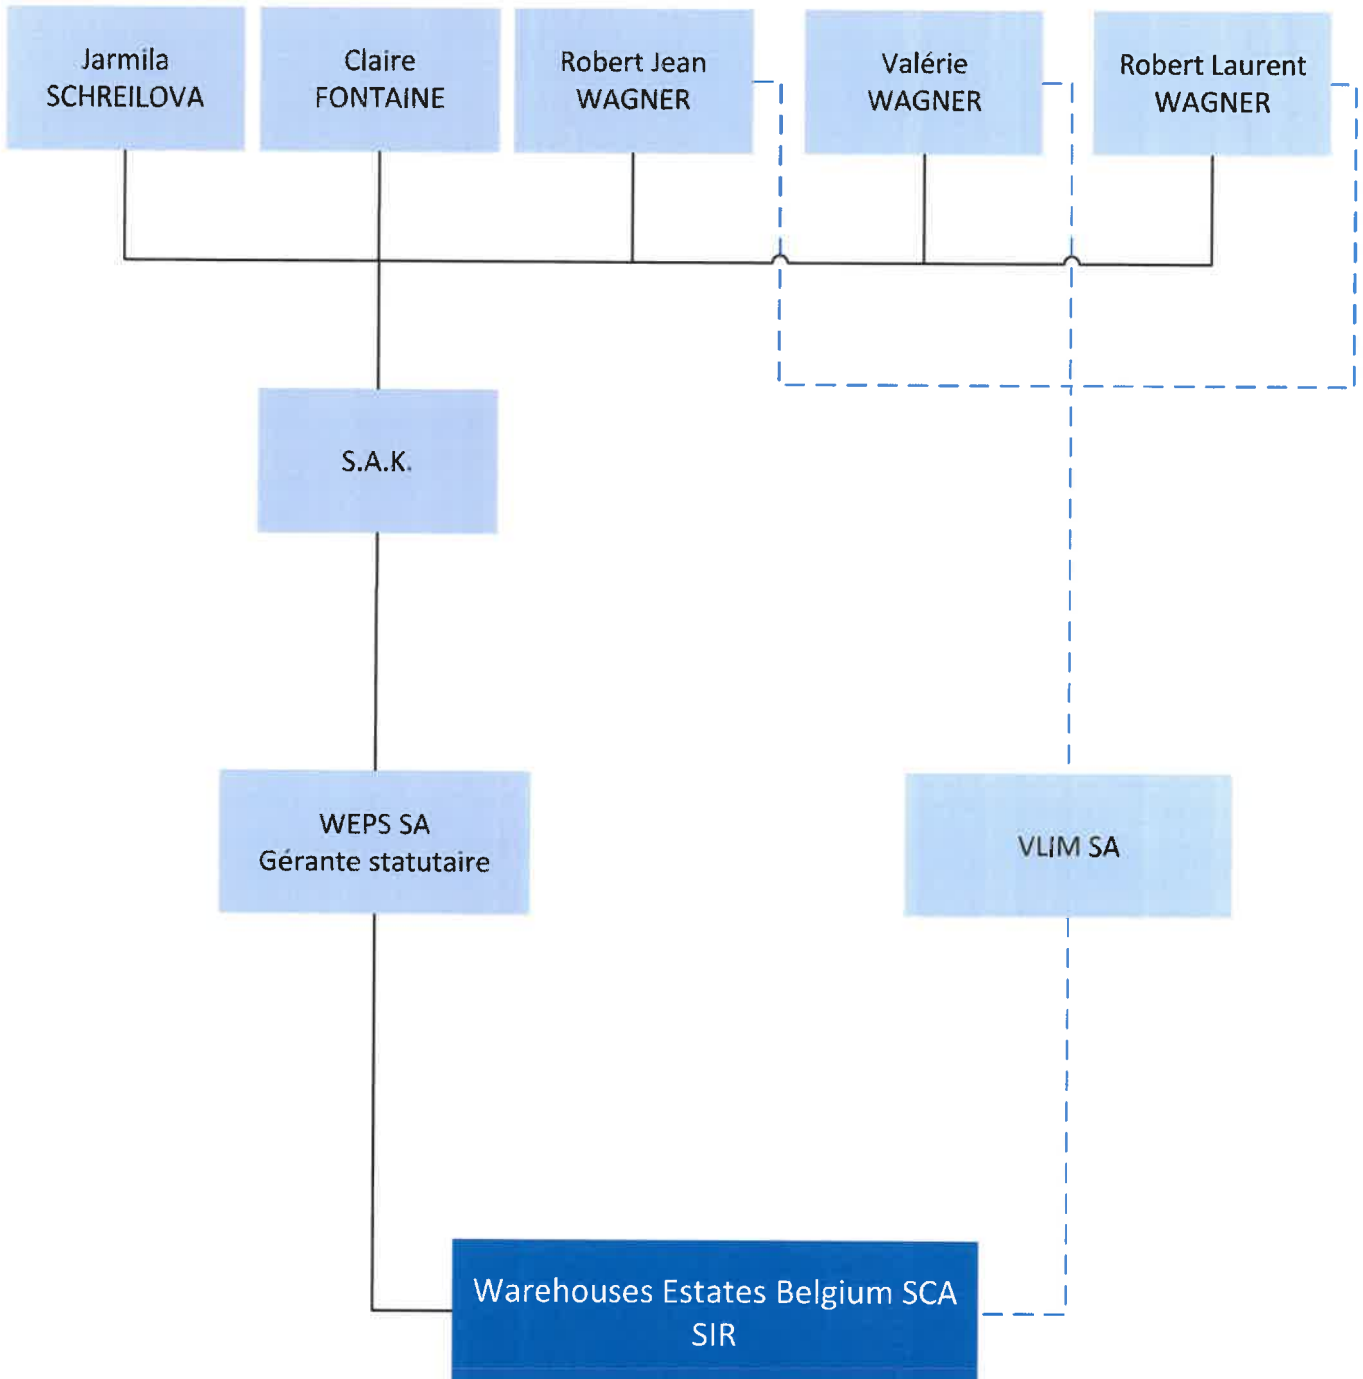 Jarmila
SCHREILOVA
Claire
FONTAINE
Robert Jean
WAGNER
Valérie
WAGNER
Robert Laurent
WAGNER
S.A.K.
WEPS SA
Gérante statutaire
VLIM SA
Warehouses Estates Belgium SCA
SIR